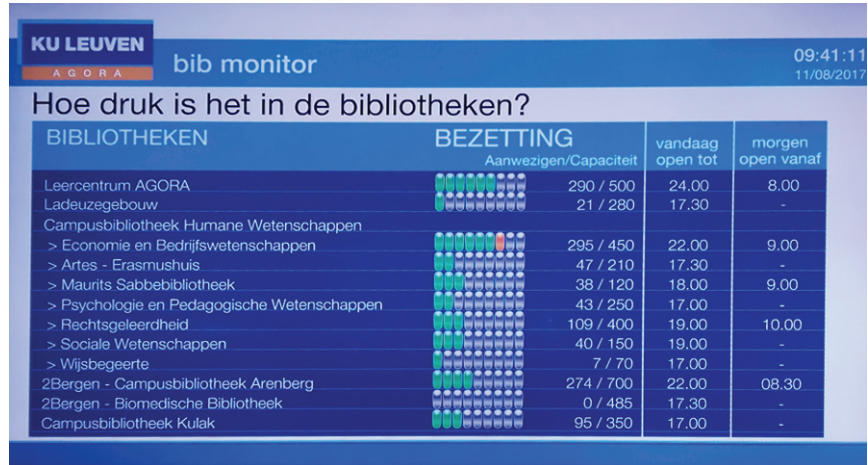 KU LEUVEN
AGORA
bib monitor
09:41:11
11/08/2017
Hoe druk is het in de bibliotheken?
BIBLIOTHEKEN BEZETTING vandaag morgen
Aanwezigen/Capaciteit open tot open vanaf
Leercentrum AGORA 290 / 500 24.00 8.00
Ladeuzegebouw 21 / 280 17.30 -
Campusbibliotheek Humane Wetenschappen
> Economie en Bedrijfswetenschappen 295 / 450 22.00 9.00
> Artes - Erasmushuis 47 / 210 17.30 -
> Maurits Sabbebibliotheek 38 / 120 18.00 9.00
> Psychologie en Pedagogische Wetenschappen 43 / 250 17.00 -
> Rechtsgeleerdheid 109 / 400 19.00 10.00
> Sociale Wetenschappen 40 / 150 19.00 -
> Wijsbegeerte 7 / 70 17.00 -
2Bergen - Campusbibliotheek Arenberg 274 / 700 22.00 08.30
2Bergen - Biomedische Bibliotheek 0 / 485 17.30 -
Campusbibliotheek Kulak 95 / 350 17.00 -